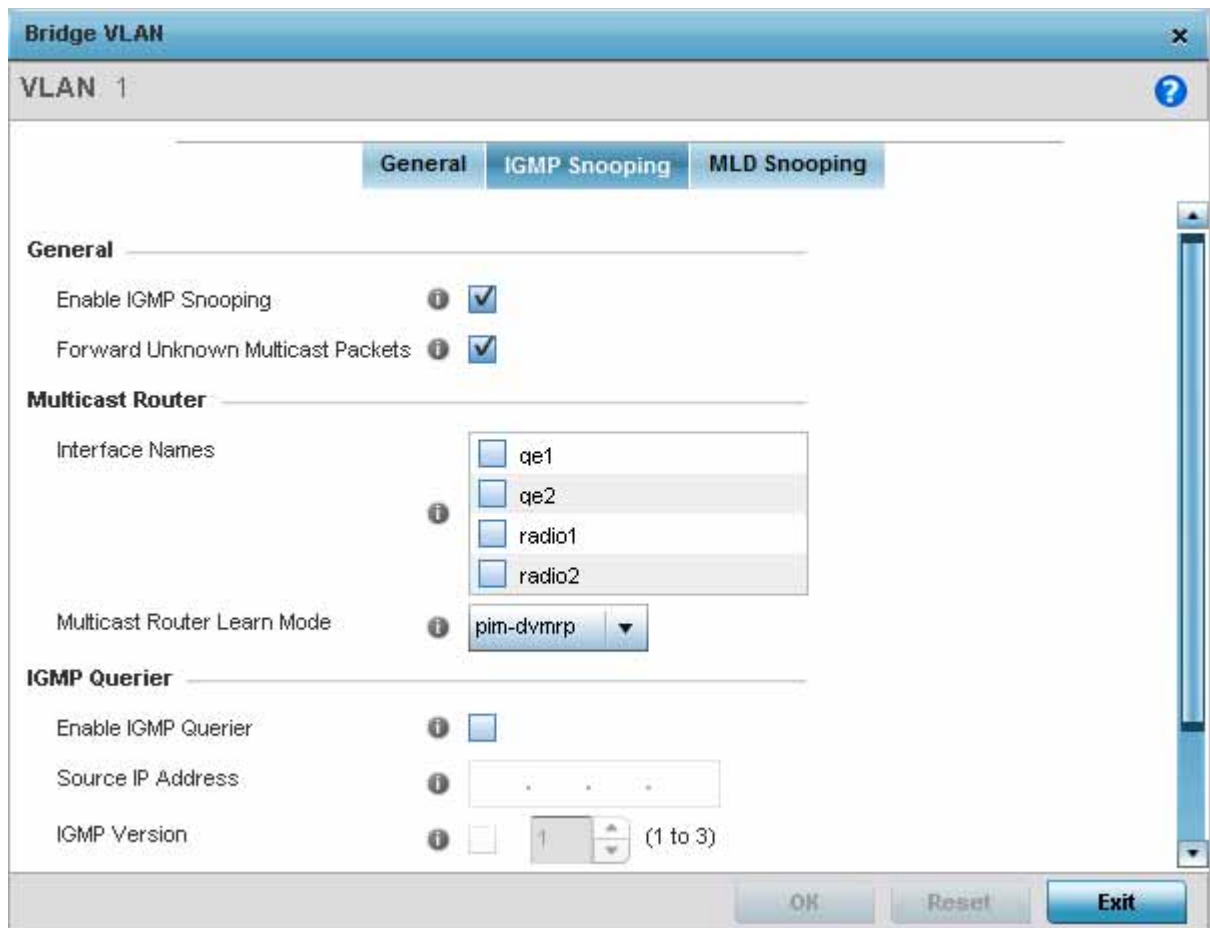 Bridge VLAN
VLAN 1
General IGMP Snooping MLD Snooping
General
Enable IGMP Snooping
Forward Unknown Multicast Packets
Multicast Router
Interface Names
ge1
ge2
radio1
radio2
Multicast Router Learn Mode pim-dvmrp
IGMP Querier
Enable IGMP Querier
Source IP Address . . .
IGMP Version 1 (1 to 3)
OK Reset Exit